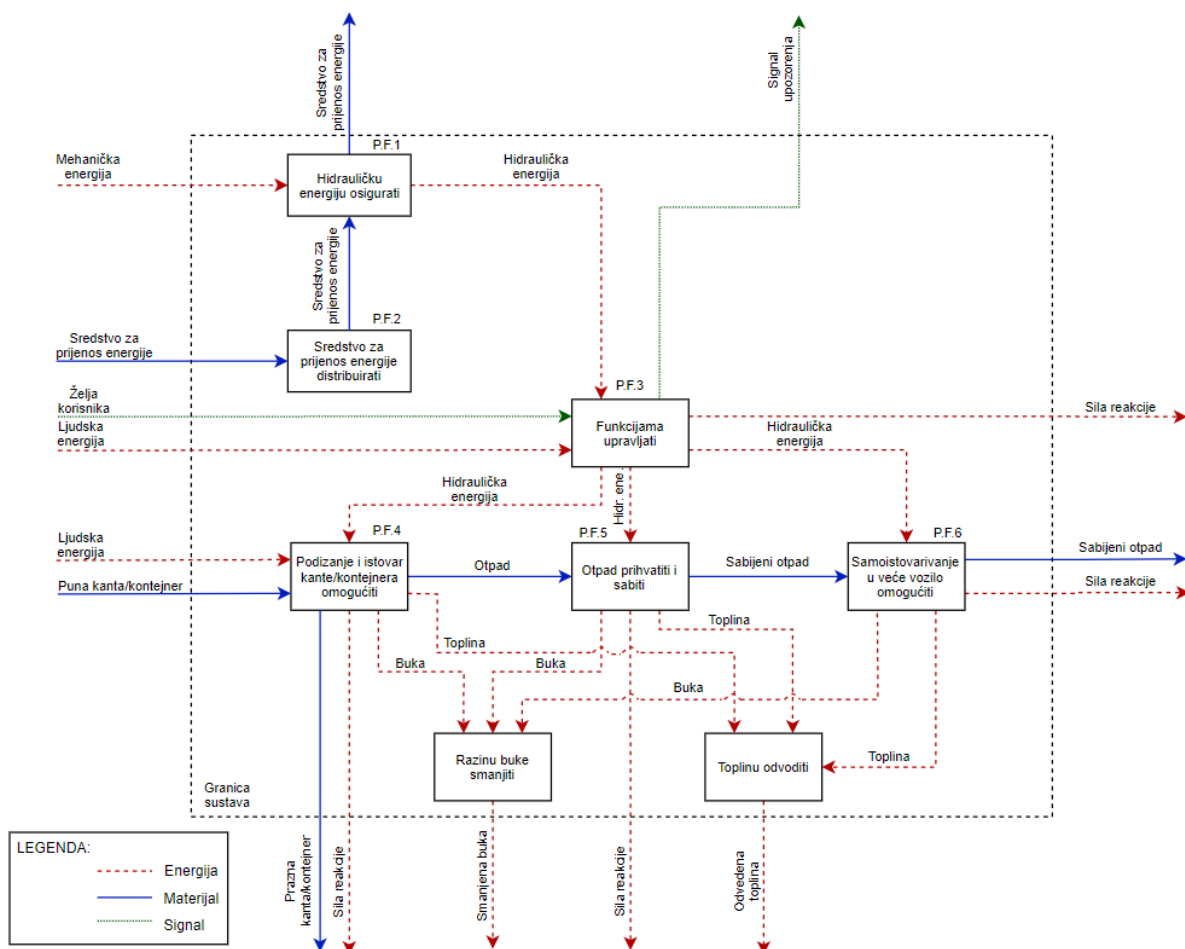 Sredstvo za
prijenos energije
Signal
upozorenja
P.F.1
Mehanička
energija
Hidrauličku
energiju osigurati
Hidraulička
energija
Sredstvo za
prijenos energije
P.F.2
Sredstvo za
prijenos energije
Sredstvo za
prijenos energije
distribuirati
Želja
korisnika
Ljudska
energija
P.F.3
Funkcijama
upravljati
Sila reakcije
Hidraulička
energija
Hidraulička
energija
Hidr. ene.
Ljudska
energija
Puna kanta/kontejner
P.F.4
Podizanje i istovar
kante/kontejnera
omogućiti
Otpad
P.F.5
Otpad prihvatiti i
sabiti
Sabijeni otpad
P.F.6
Samoistovarivanje
u veće vozilo
omogućiti
Sabijeni otpad
Sila reakcije
Toplina
Toplina
Buka
Buka
Buka
Razinu buke
smanjiti
Toplinu odvoditi
Toplina
Granica
sustava
Prazna
kanta/kontejner
Sila reakcije
Smanjena buka
Sila reakcije
Odvedena
toplina
LEGENDA:
Energija
Materijal
Signal